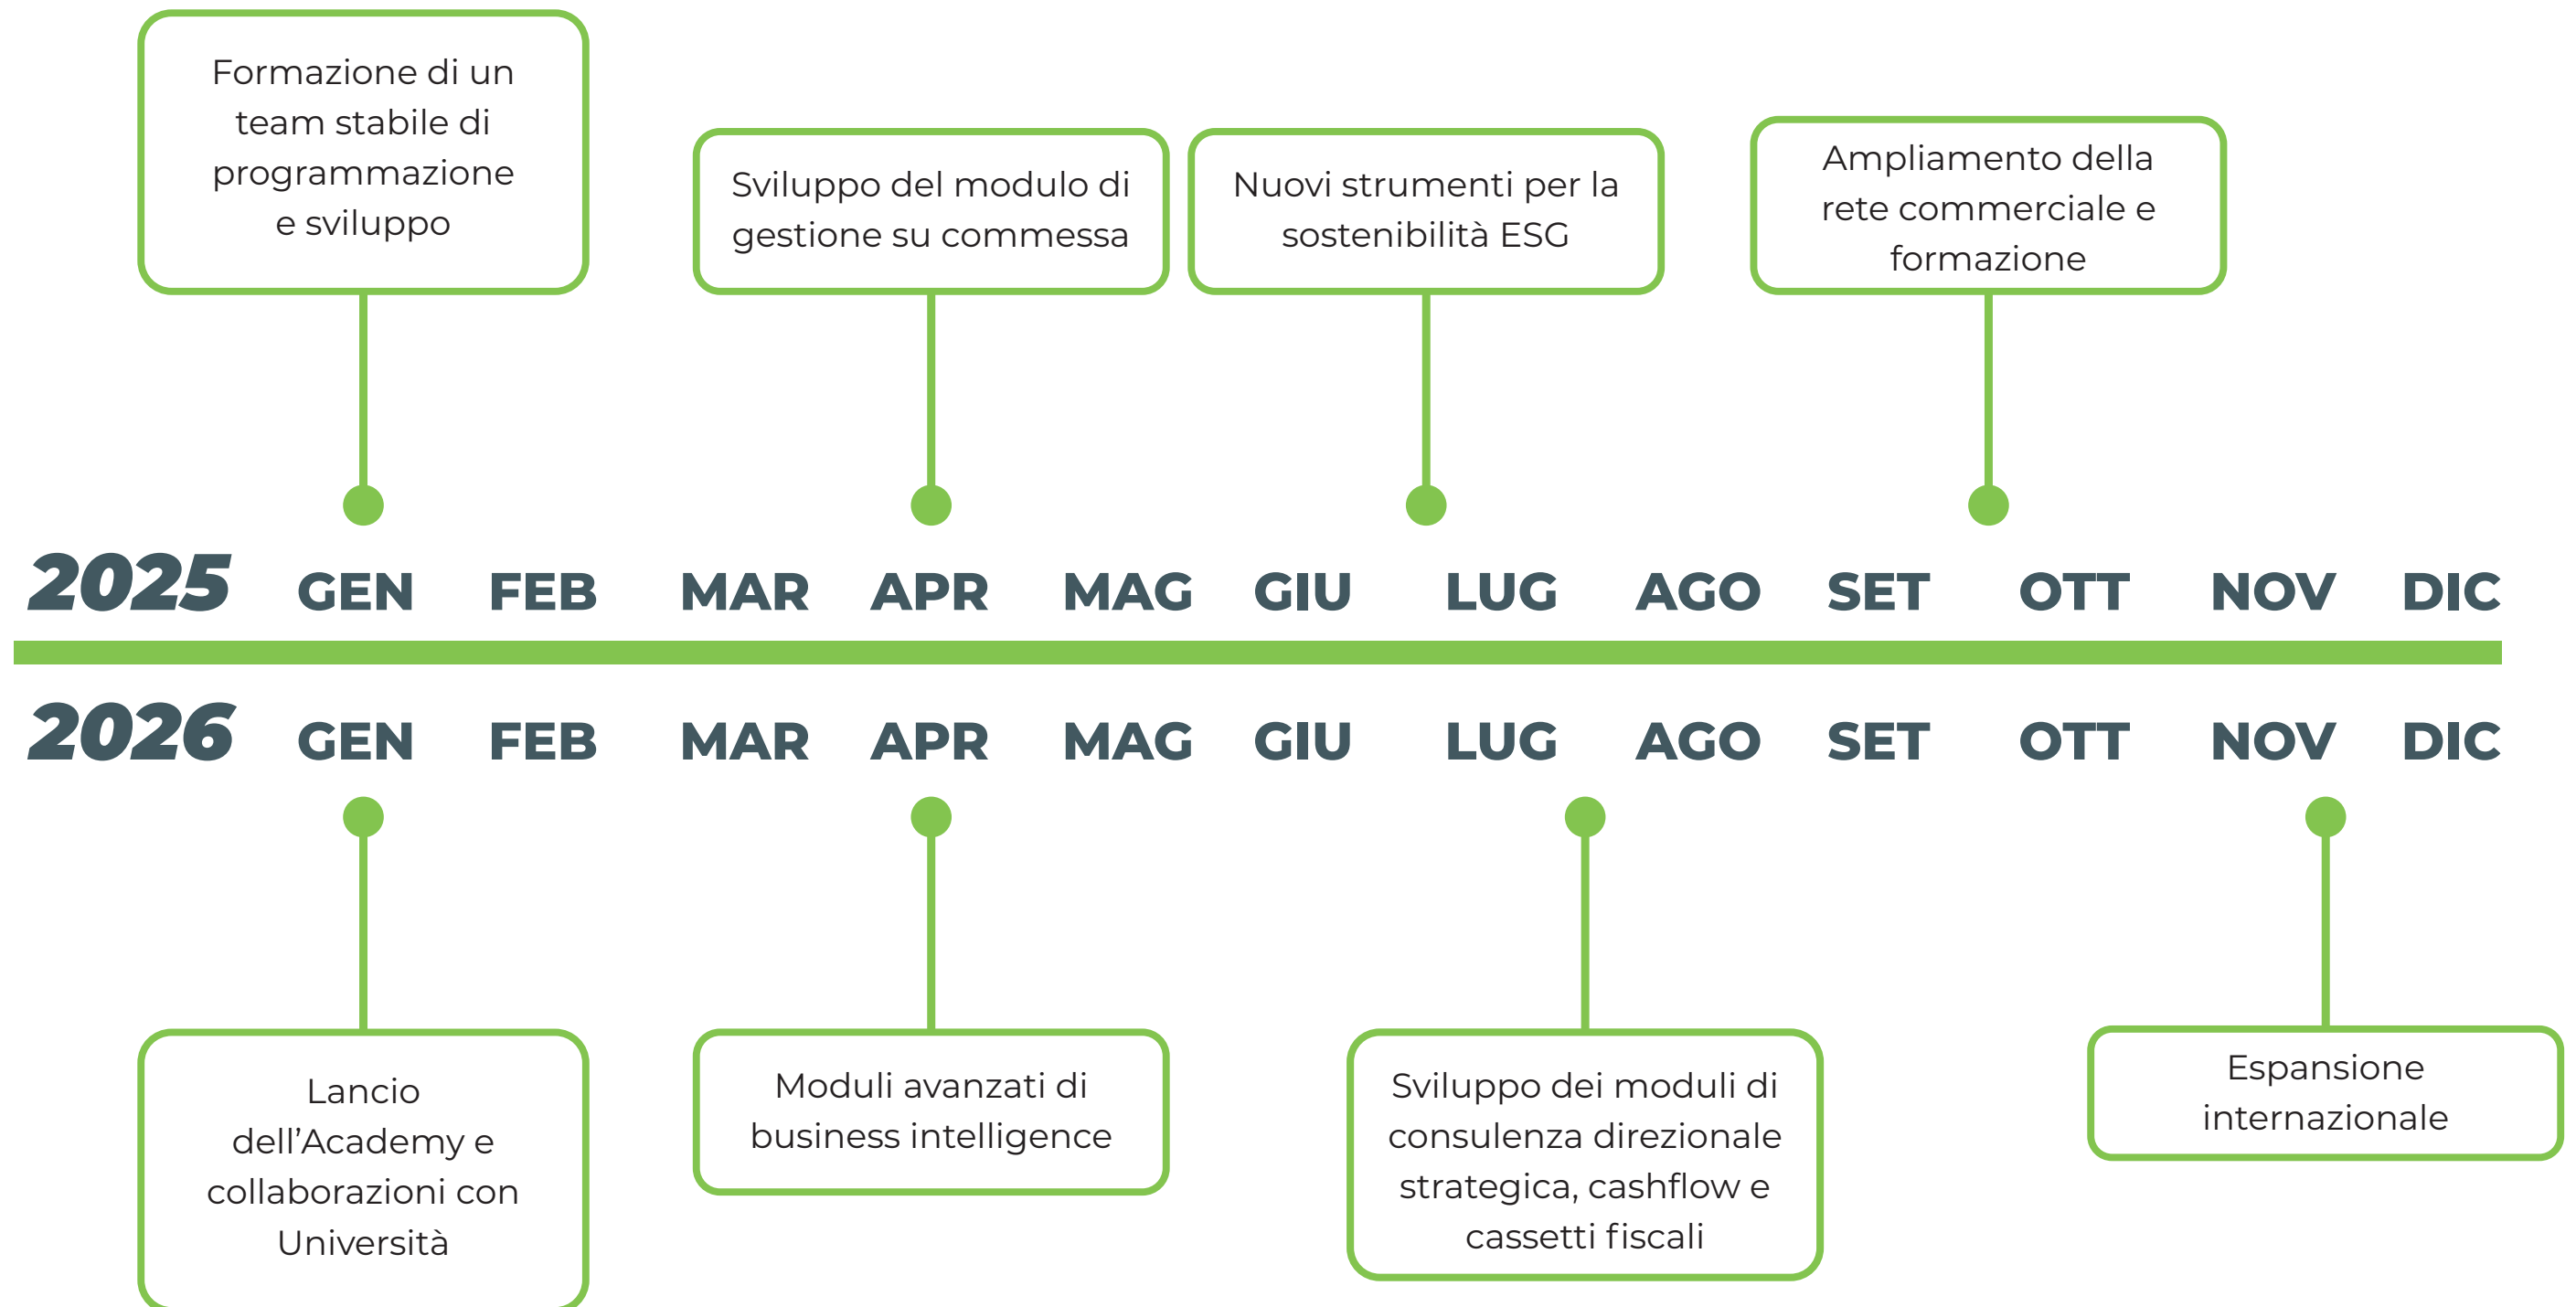 Formazione di un
team stabile di
programmazione
e sviluppo
Sviluppo del modulo di
gestione su commessa
Nuovi strumenti per la
sostenibilità ESG
Ampliamento della
rete commerciale e
formazione
2025 GEN FEB MAR APR MAG GIU LUG AGO SET OTT NOV DIC
2026 GEN FEB MAR APR MAG GIU LUG AGO SET OTT NOV DIC
Lancio
dell’Academy e
collaborazioni con
Università
Moduli avanzati di
business intelligence
Sviluppo dei moduli di
consulenza direzionale
strategica, cashflow e
cassetti fiscali
Espansione
internazionale